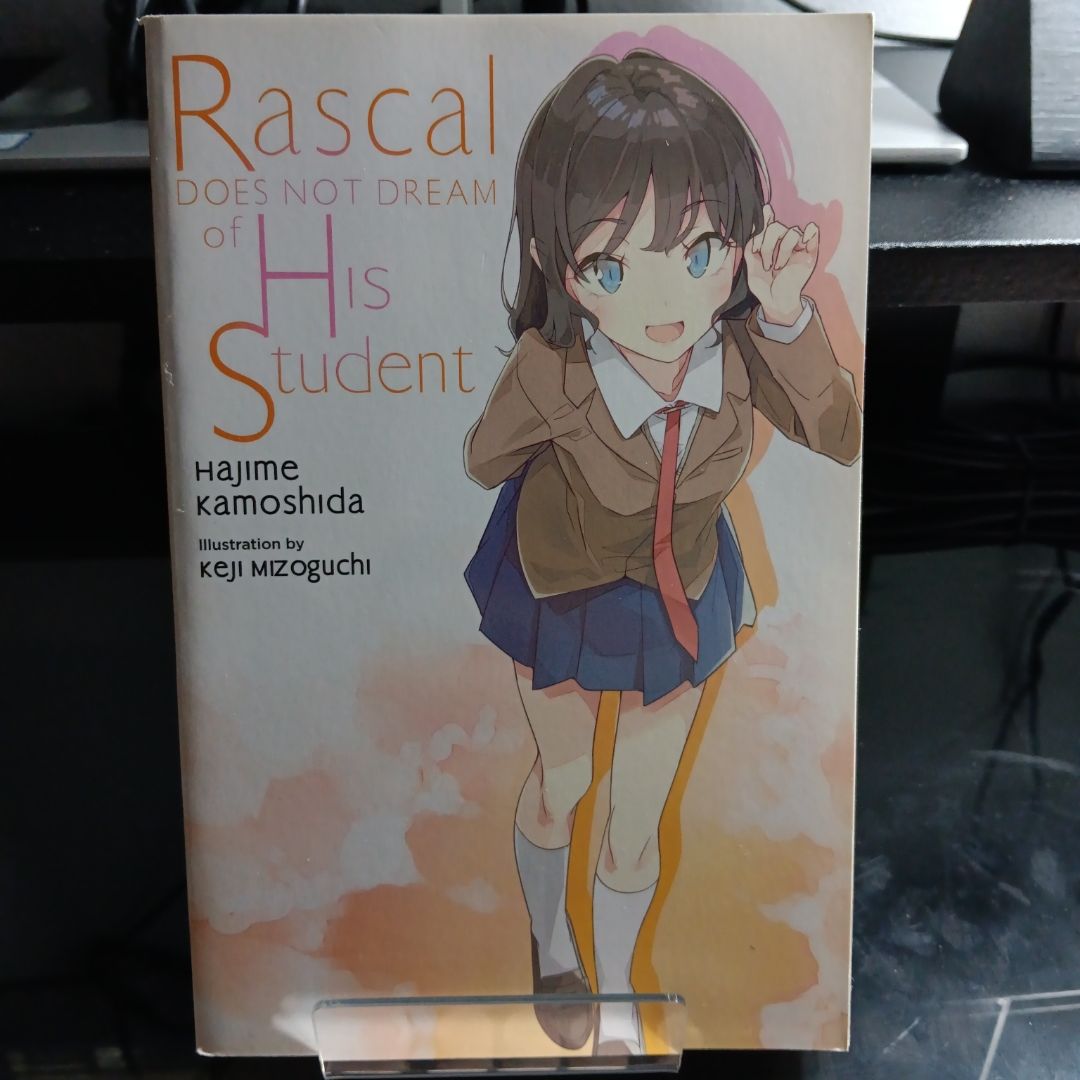 Rascal
DOES NOT DREAM
of HIS
Student
Hajime
Kamoshida
Illustration by
Keji Mizoguchi